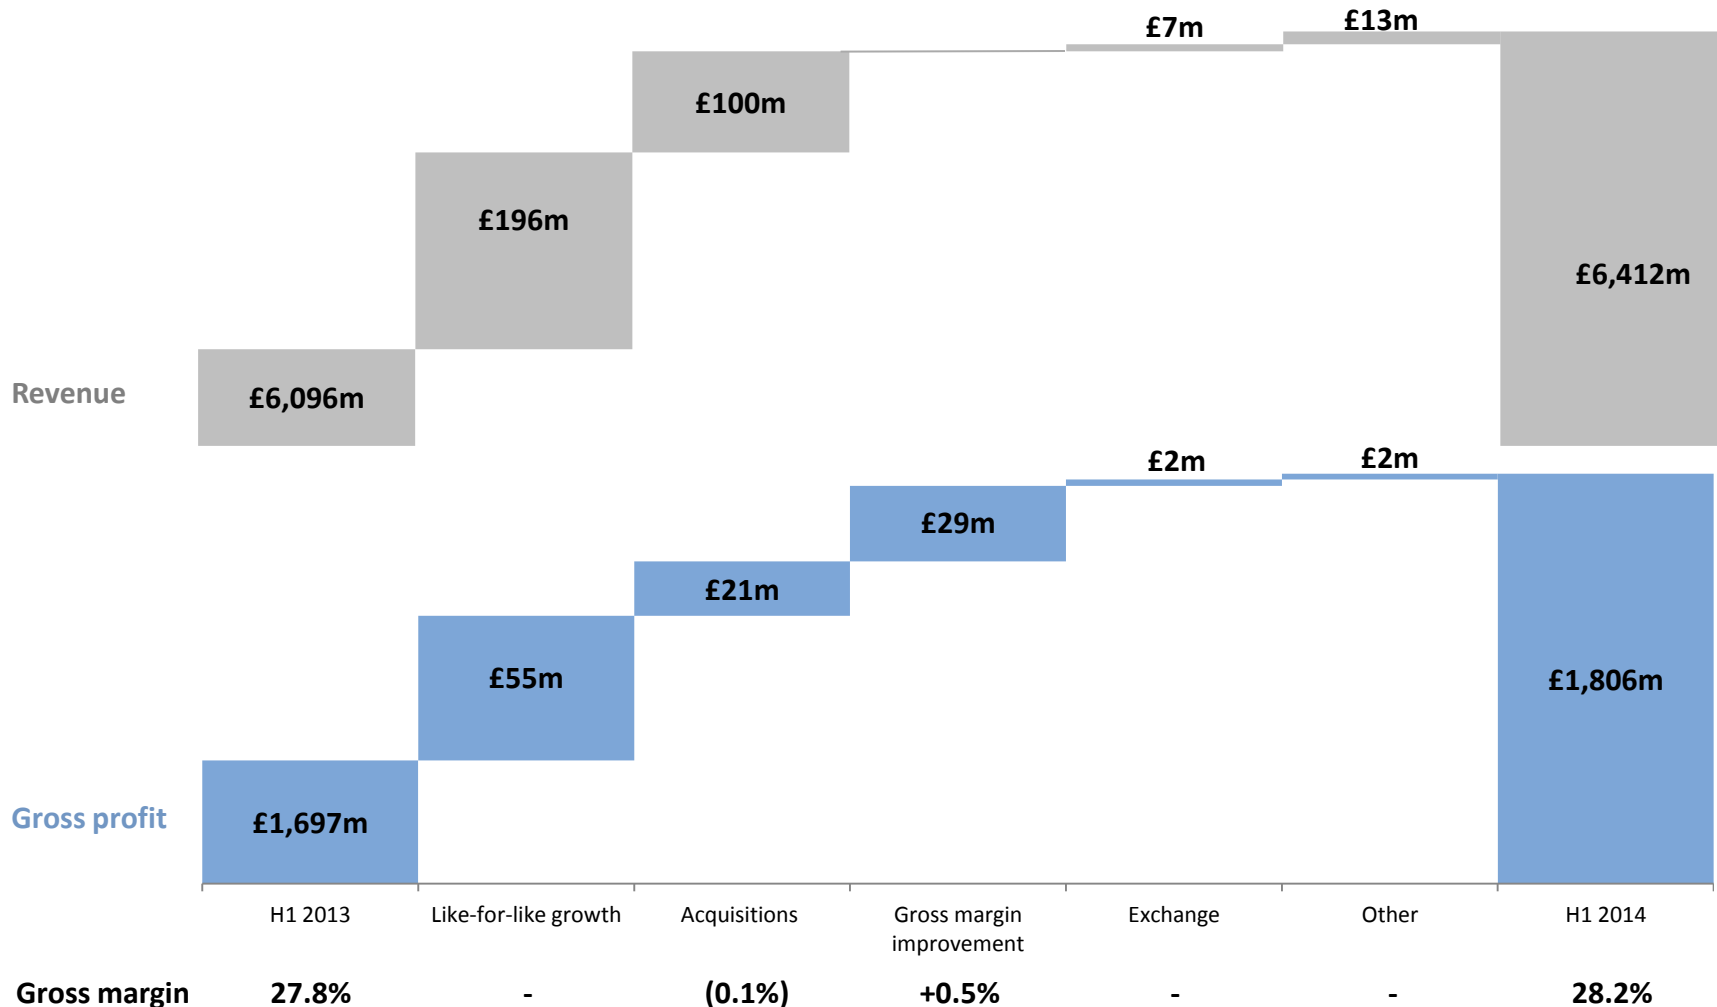 £7m
£13m
£100m
£196m
£6,412m
Revenue
£6,096m
£2m
£2m
£29m
£21m
£55m
£1,806m
Gross profit
£1,697m
H1 2013
Like-for-like growth
Acquisitions
Gross margin
improvement
Exchange
Other
H1 2014
Gross margin 27.8% - (0.1%) +0.5% - - 28.2%